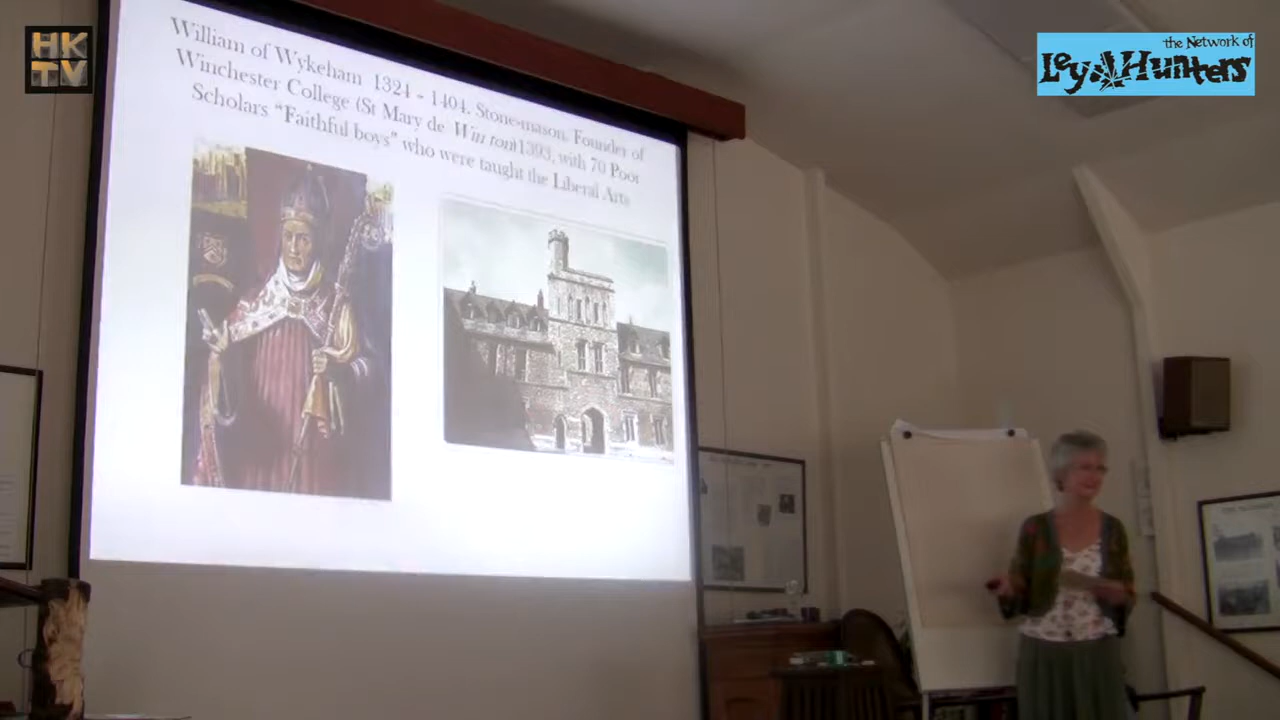 HK
TV
William of Wykeham 1324 - 1404. Stone-mason. Founder of
Winchester College (St Mary de Win ton)1393, with 70 Poor
Scholars "Faithful boys" who were taught the Liberal Arts
the Network of
Ley Hunters